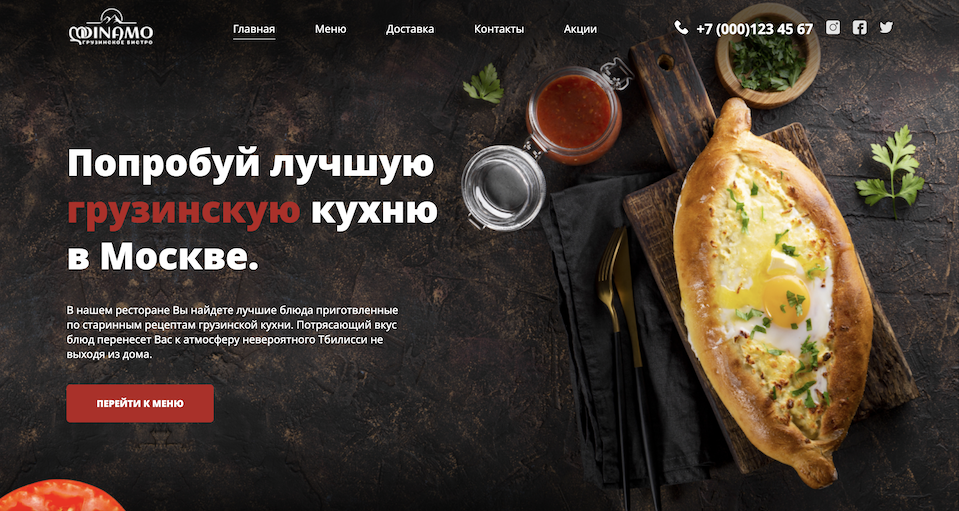 DINAMO
ГРУЗИНСКОЕ БИСТРО
Главная
Меню
Доставка
Контакты
Акции
+7 (000)123 45 67
Попробуй лучшую
грузинскую кухню
в Москве.
В нашем ресторане Вы найдете лучшие блюда приготвленные
по старинным рецептам грузинской кухни. Потрясающий вкус
блюд перенесет Вас к атмосферу невероятного Тбилисси не
выходя из дома.
ПЕРЕЙТИ К МЕНЮ